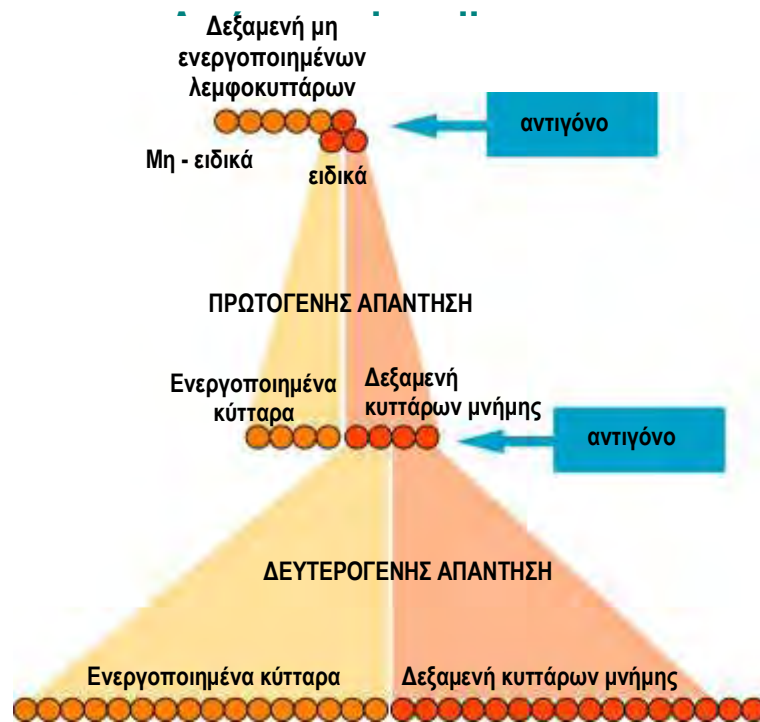 Δεξαμενή μη
ενεργοποιημένων
λεμφοκυττάρων
αντιγόνο
Μη - ειδικά
ειδικά
ΠΡΩΤΟΓΕΝΗΣ ΑΠΑΝΤΗΣΗ
Ενεργοποιημένα
κύτταρα
Δεξαμενή
κυττάρων μνήμης
αντιγόνο
ΔΕΥΤΕΡΟΓΕΝΗΣ ΑΠΑΝΤΗΣΗ
Ενεργοποιημένα κύτταρα
Δεξαμενή κυττάρων μνήμης